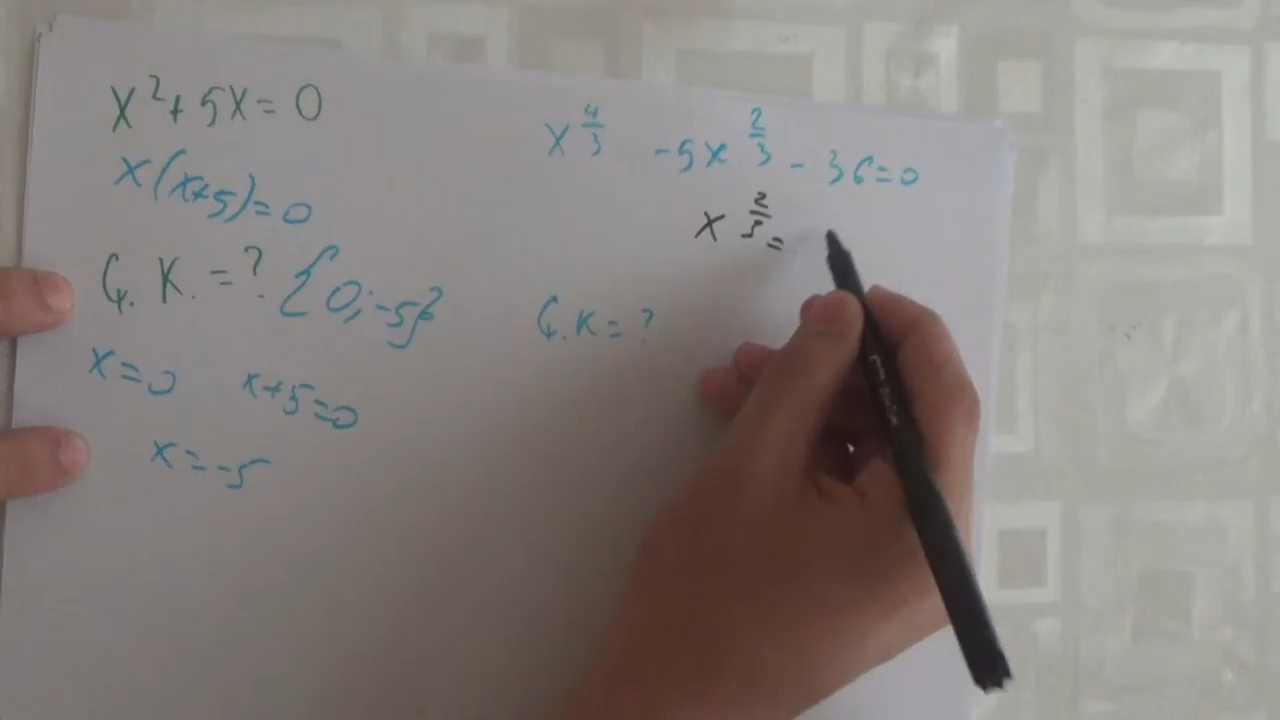 x²+5x=0
x(x+5)=0
Ç.K.=? {0;-5}
x=0 x+5=0
x=-5
x^4/3 -5x^2/3 -36=0
x^2/3=
Ç.K=?